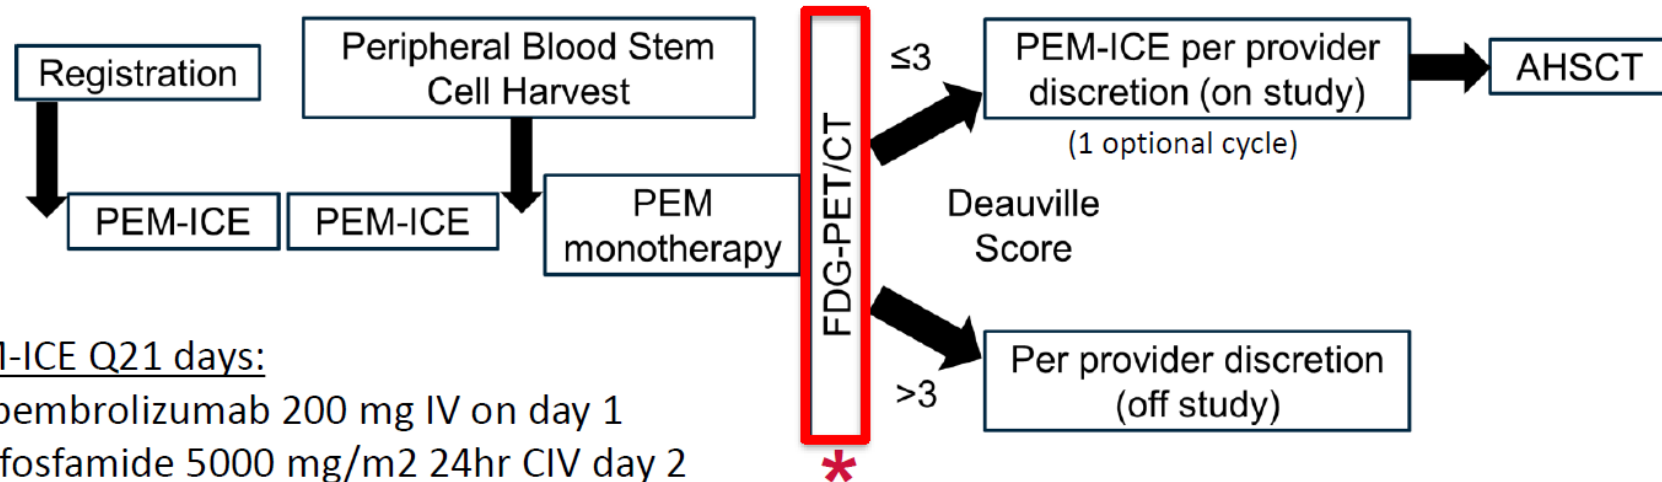 Registration
Peripheral Blood Stem
Cell Harvest
PEM-ICE
PEM-ICE
PEM
monotherapy
FDG-PET/CT
≤3
PEM-ICE per provider
discretion (on study)
(1 optional cycle)
AHSCT
Deauville
Score
>3
Per provider discretion
(off study)
M-ICE Q21 days:
pembrolizumab 200 mg IV on day 1
fosfamide 5000 mg/m2 24hr CIV day 2
*